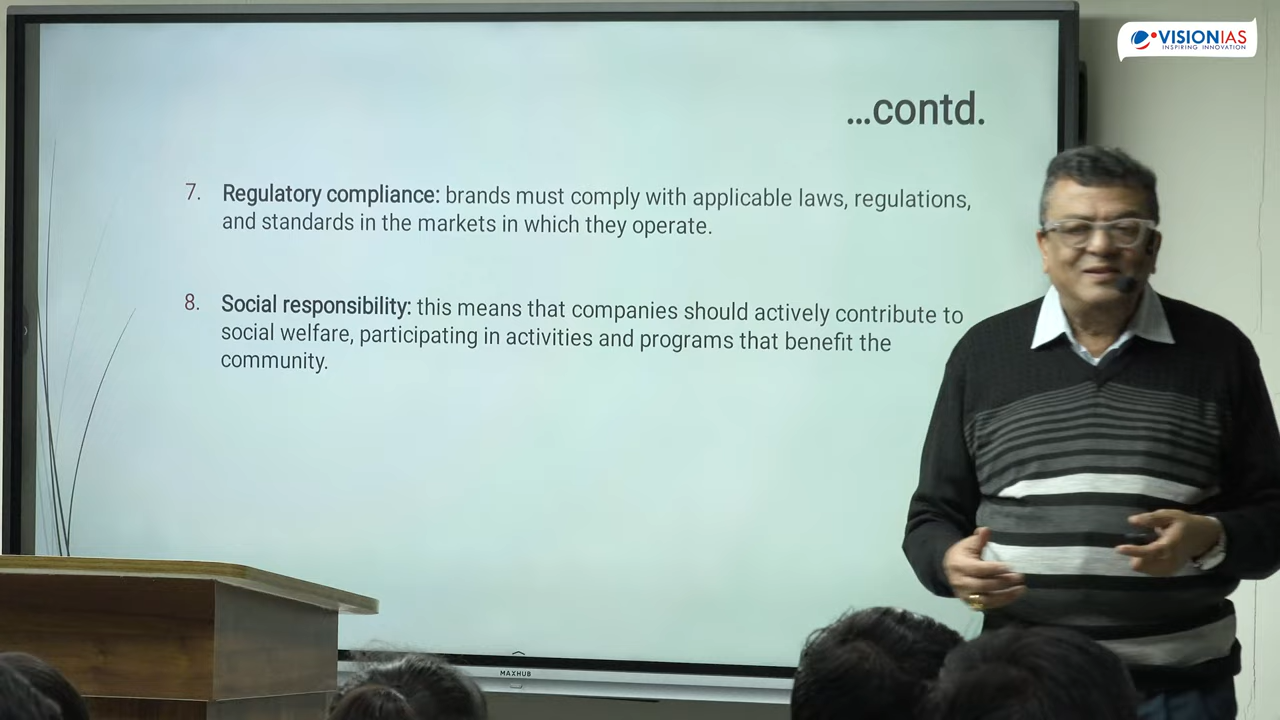 VISIONIAS
INSPIRING INNOVATION
...contd.
7. Regulatory compliance: brands must comply with applicable laws, regulations,
and standards in the markets in which they operate.
8. Social responsibility: this means that companies should actively contribute to
social welfare, participating in activities and programs that benefit the
community.
MAXHUB